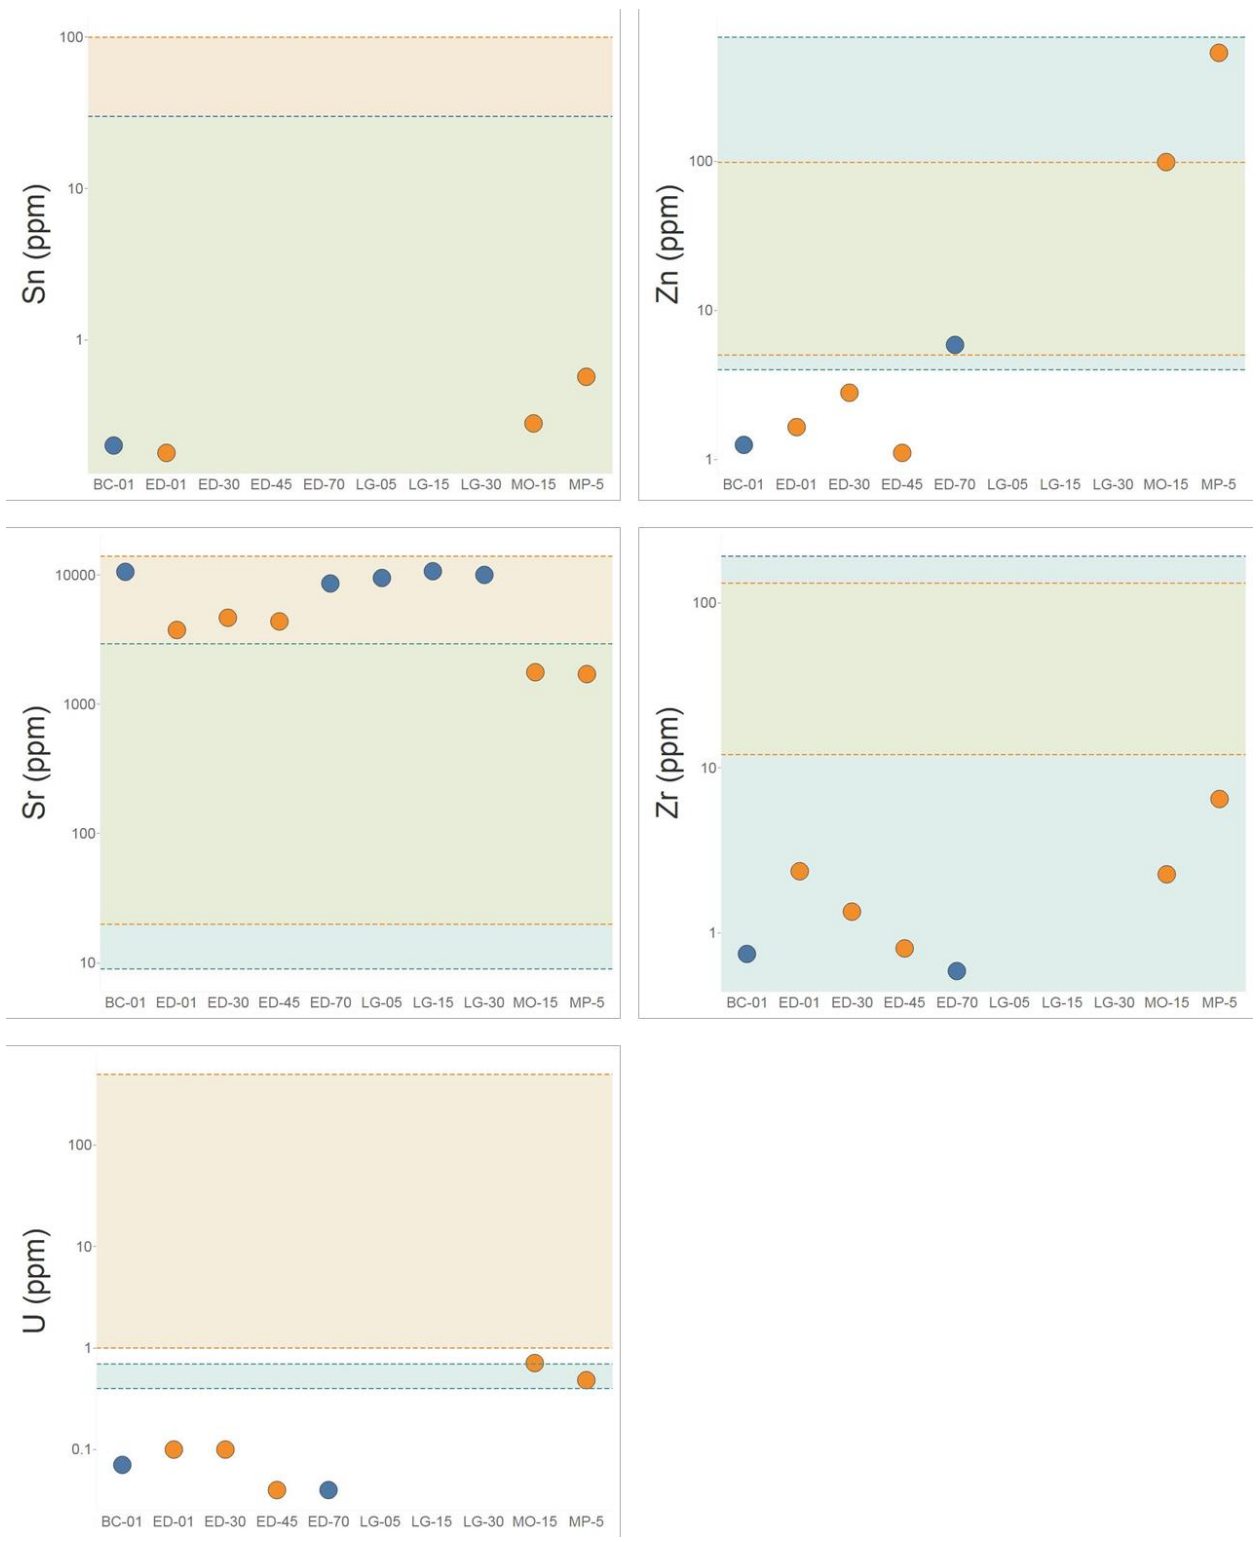 Sn (ppm)
100
10
1
BC-01 ED-01 ED-30 ED-45 ED-70 LG-05 LG-15 LG-30 MO-15 MP-5
Zn (ppm)
100
10
1
BC-01 ED-01 ED-30 ED-45 ED-70 LG-05 LG-15 LG-30 MO-15 MP-5
Sr (ppm)
10000
1000
100
10
BC-01 ED-01 ED-30 ED-45 ED-70 LG-05 LG-15 LG-30 MO-15 MP-5
Zr (ppm)
100
10
1
BC-01 ED-01 ED-30 ED-45 ED-70 LG-05 LG-15 LG-30 MO-15 MP-5
U (ppm)
100
10
1
0.1
BC-01 ED-01 ED-30 ED-45 ED-70 LG-05 LG-15 LG-30 MO-15 MP-5